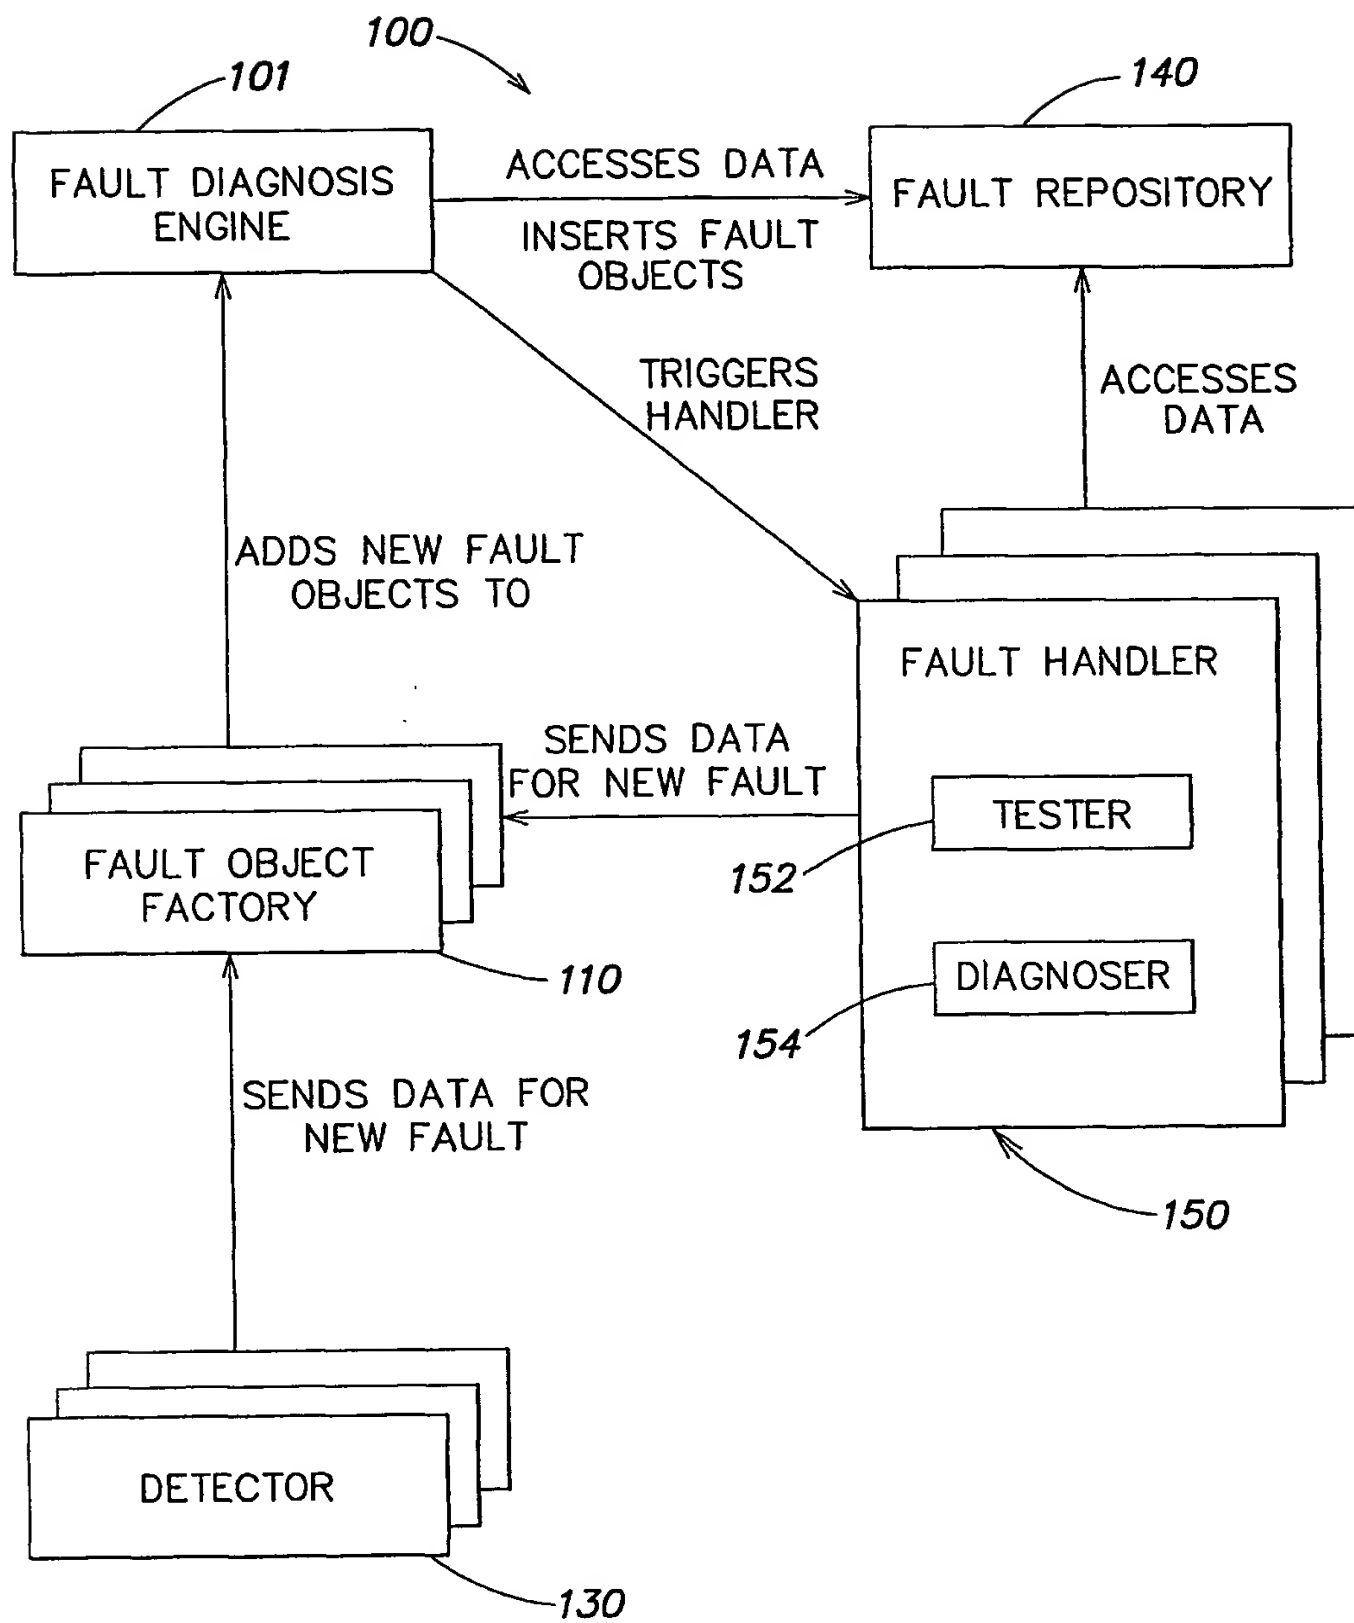 100
101
140
FAULT DIAGNOSIS
ENGINE
ACCESSES DATA
INSERTS FAULT
OBJECTS
FAULT REPOSITORY
TRIGGERS
HANDLER
ACCESSES
DATA
ADDS NEW FAULT
OBJECTS TO
FAULT HANDLER
SENDS DATA
FOR NEW FAULT
TESTER
152
FAULT OBJECT
FACTORY
110
DIAGNOSER
154
SENDS DATA FOR
NEW FAULT
150
DETECTOR
130